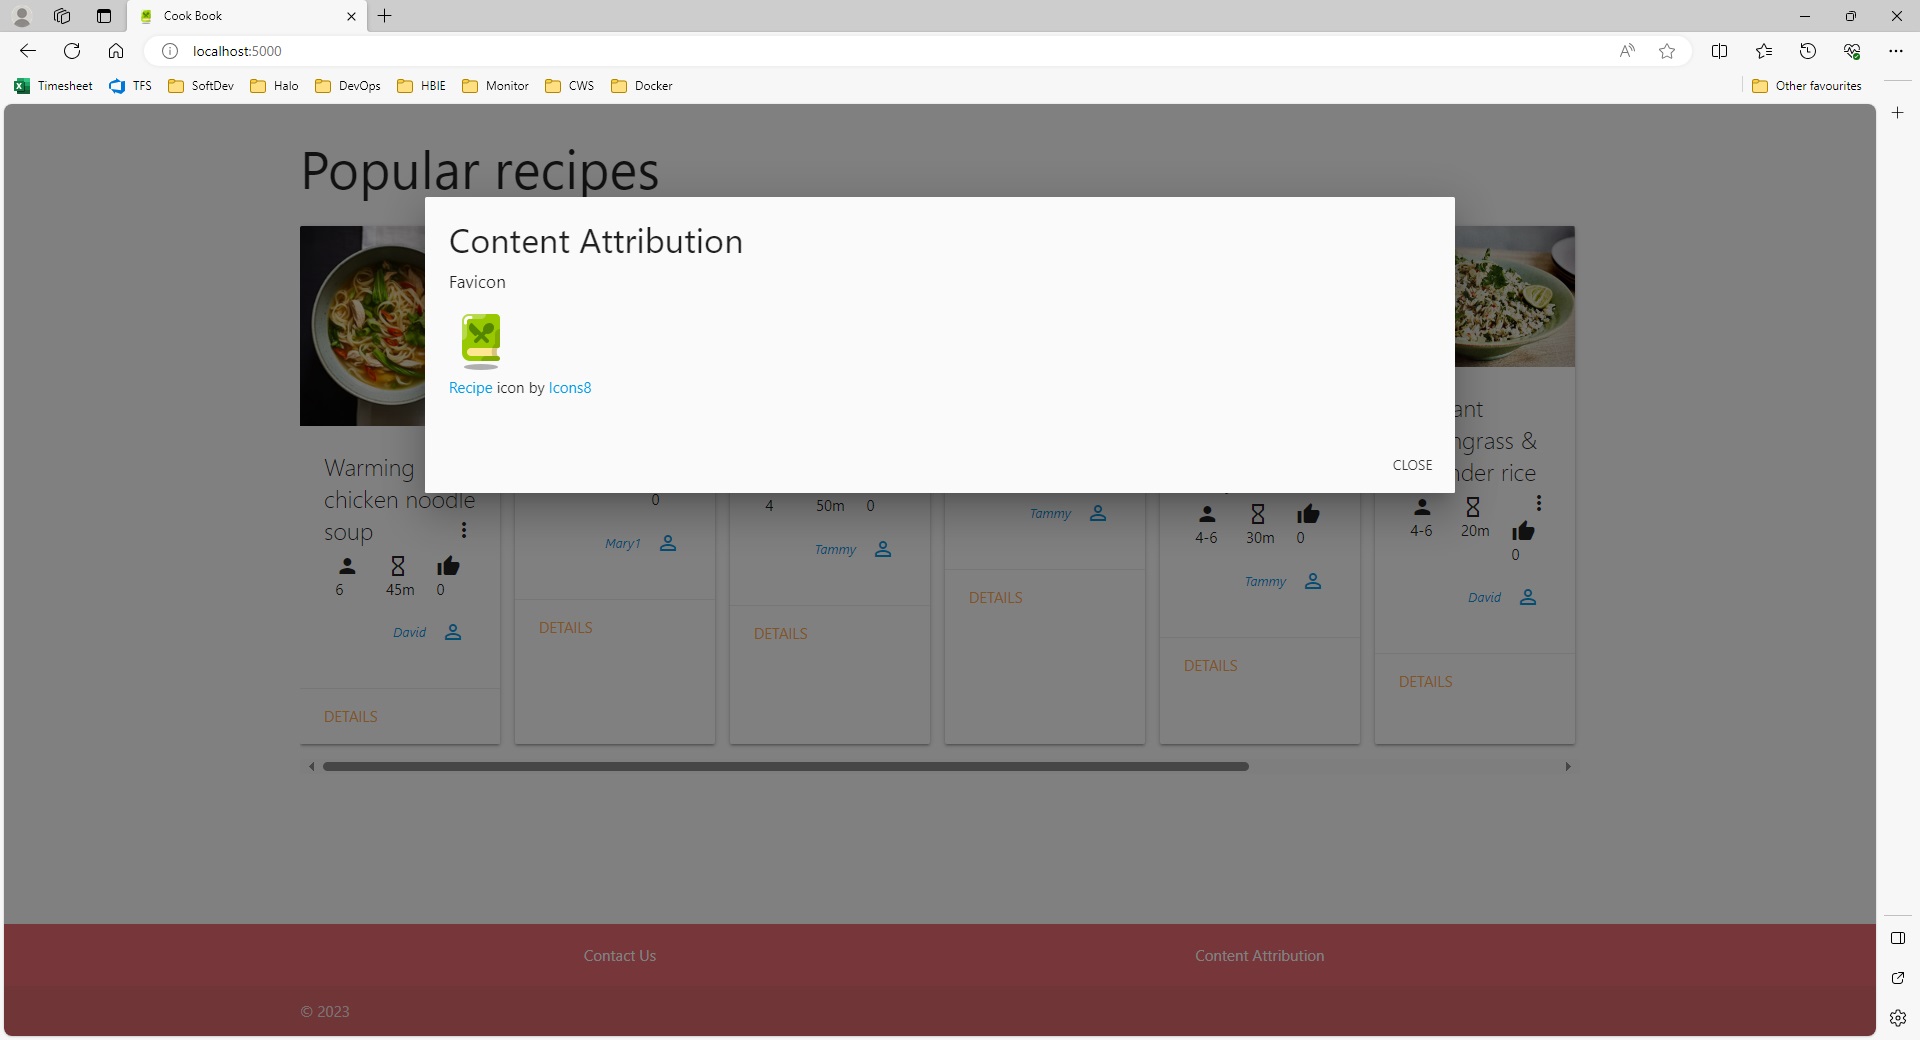 Cook Book
localhost:5000
Timesheet TFS SoftDev Halo DevOps HBIE Monitor CWS Docker Other favourites
Popular recipes
Content Attribution
Favicon
Recipe icon by Icons8
CLOSE
Warming
chicken noodle
soup
6 45m 0
David
DETAILS
0
Mary1
DETAILS
4 50m 0
Tammy
DETAILS
Tammy
DETAILS
4-6 30m 0
Tammy
DETAILS
ant
ngrass &
nder rice
4-6 20m
0
David
DETAILS
Contact Us Content Attribution
© 2023